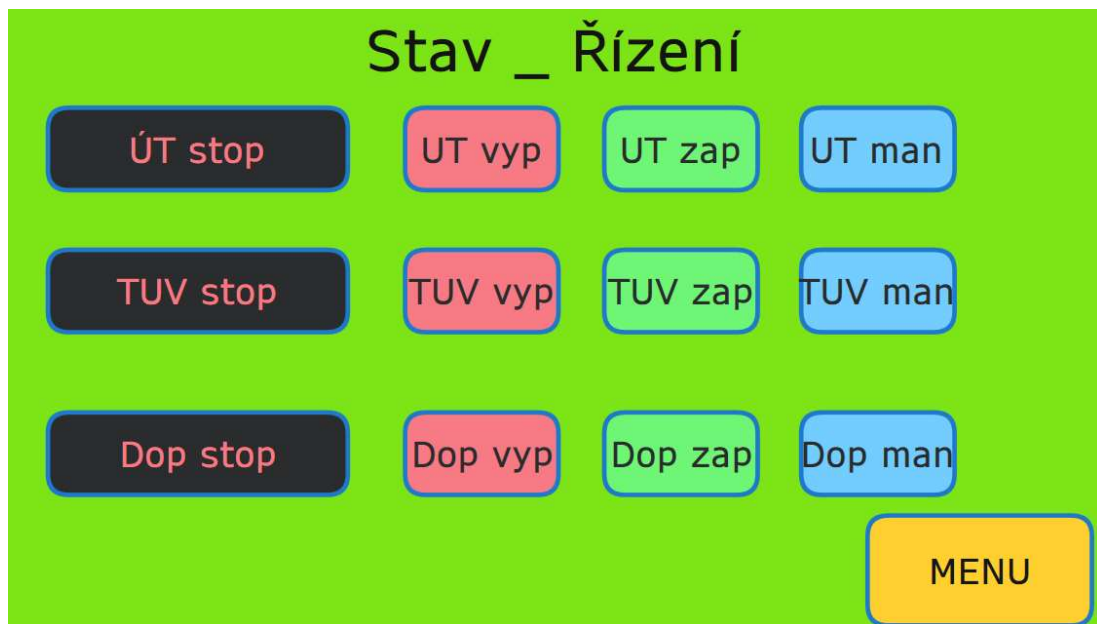 Stav _ Řízení
ÚT stop UT vyp UT zap UT man
TUV stop TUV vyp TUV zap TUV man
Dop stop Dop vyp Dop zap Dop man
MENU